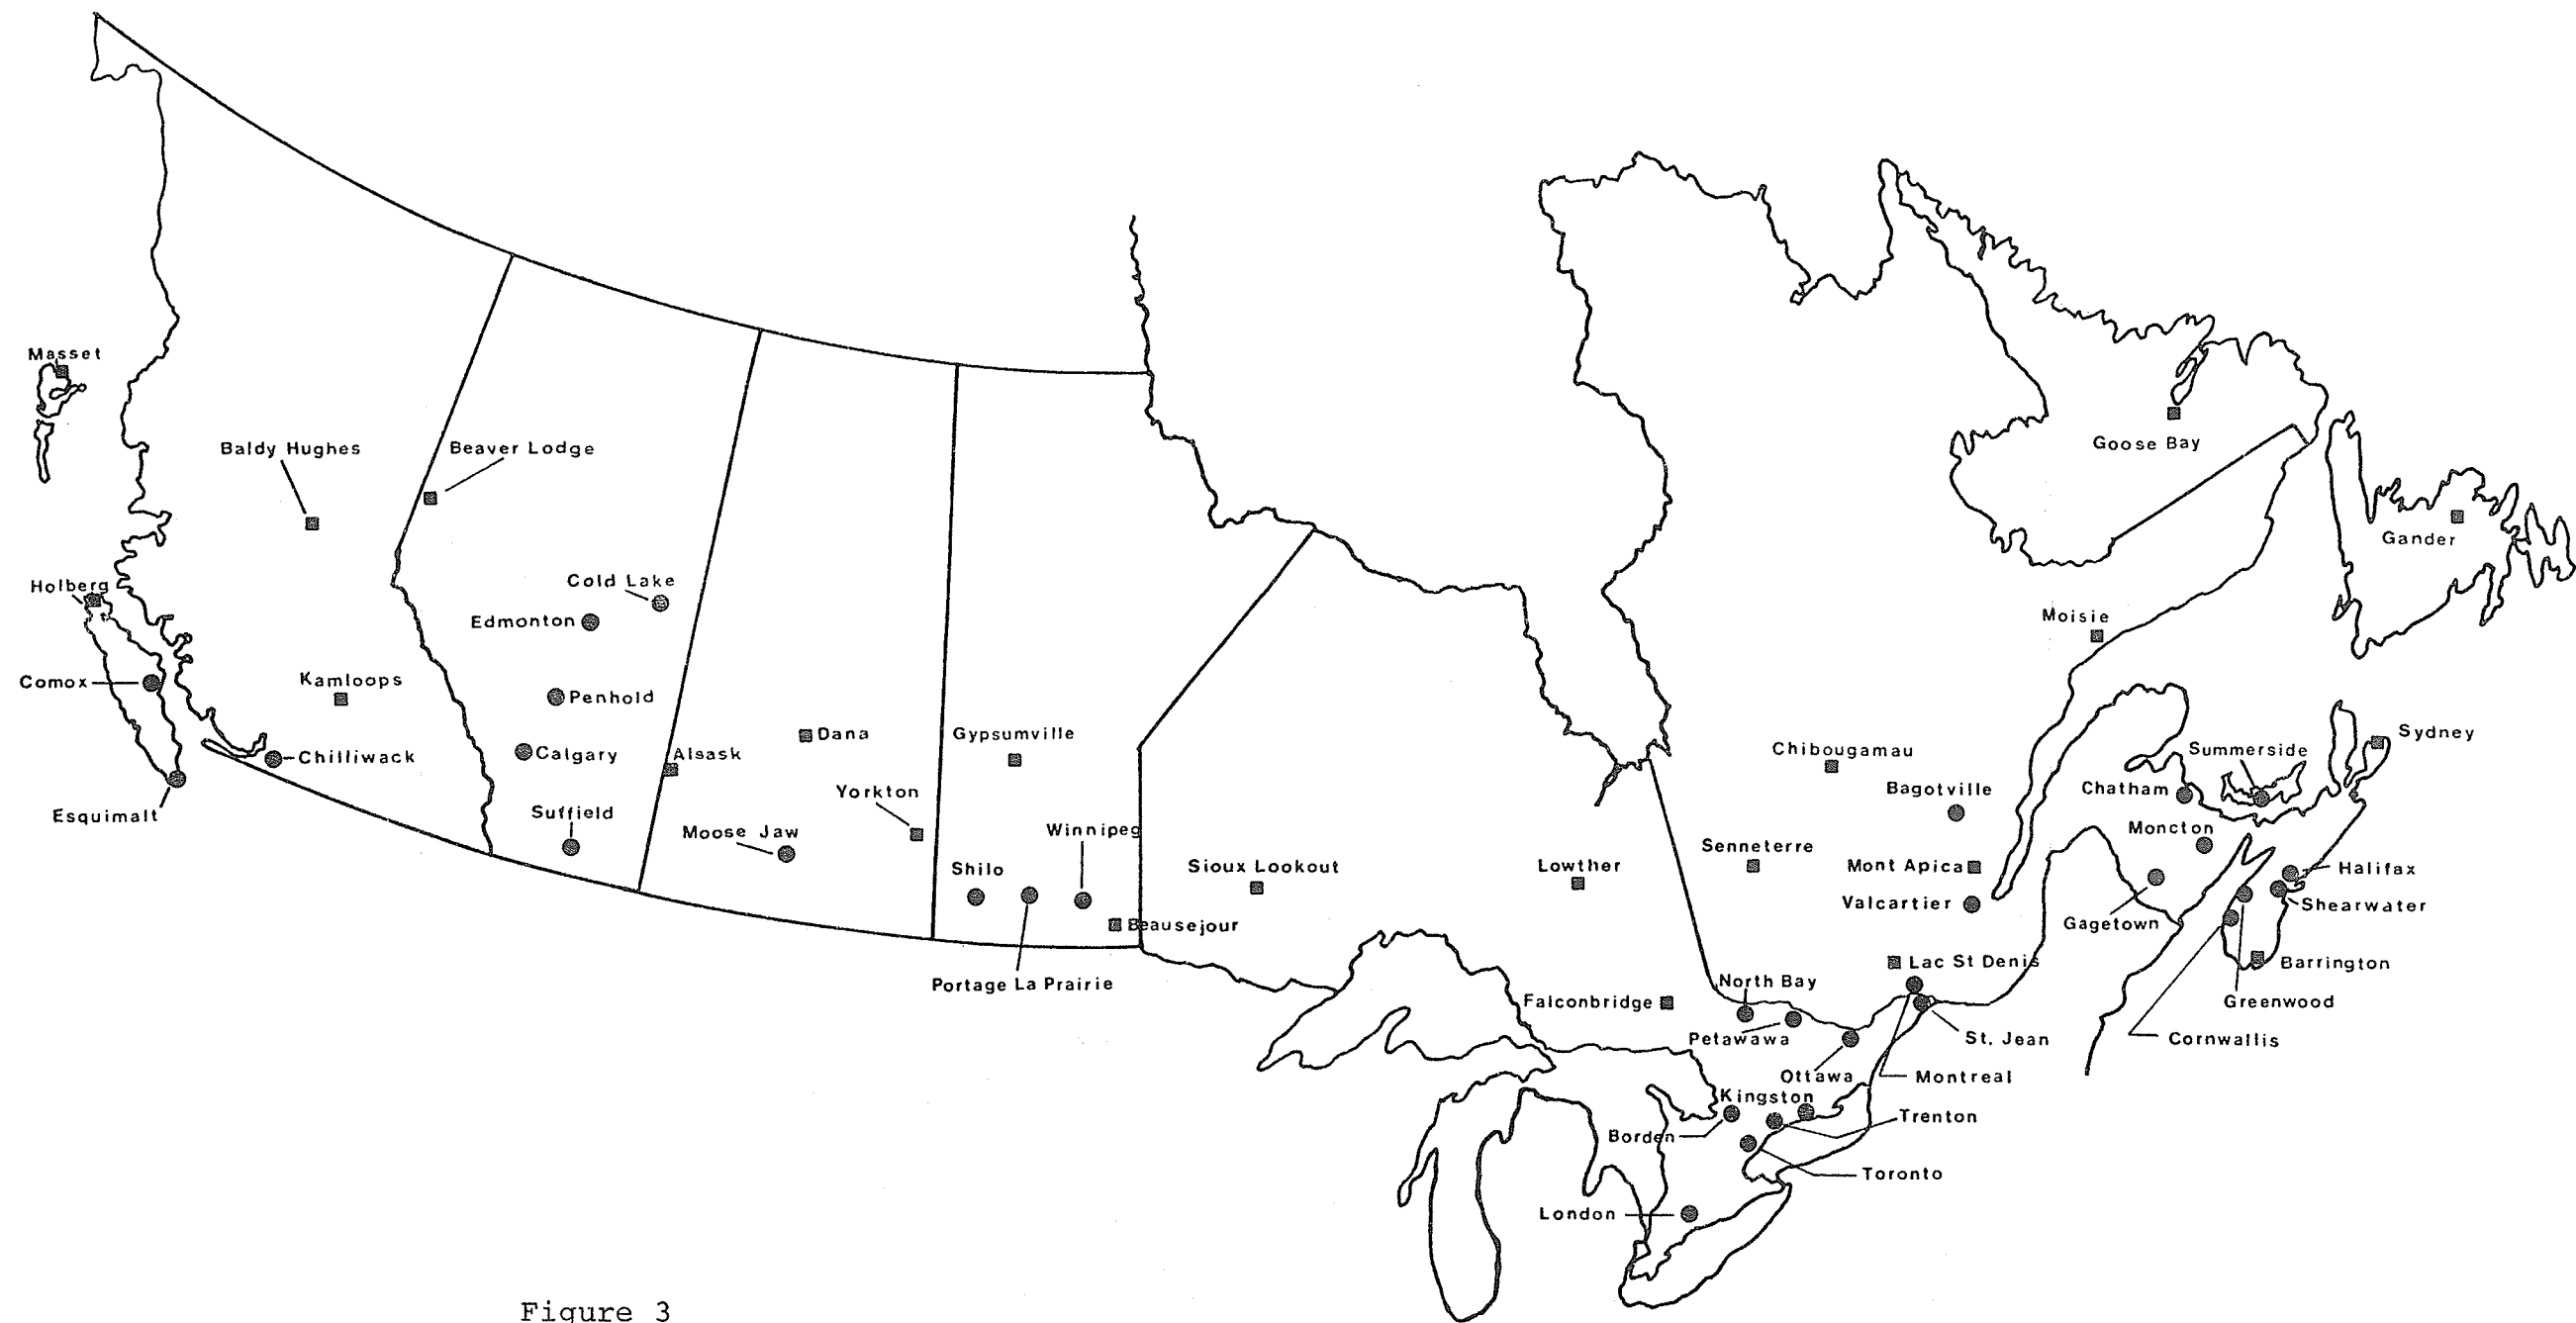 Masset
Baldy Hughes
Beaver Lodge
Goose Bay
Gander
Holberg
Cold Lake
Edmonton
Moisie
Comox
Kamloops
Penhold
Dana
Gypsumville
Sydney
Chilliwack
Calgary
Alsask
Chibougamau
Summerside
Esquimalt
Suffield
Yorkton
Bagotville
Chatham
Moose Jaw
Winnipeg
Moncton
Shilo
Sioux Lookout
Lowther
Senneterre
Mont Apica
Halifax
Valcartier
Shearwater
Gagetown
Beausejour
Lac St Denis
Barrington
Portage La Prairie
North Bay
Falconbridge
Greenwood
Petawawa
St. Jean
Cornwallis
Ottawa
Montreal
Kingston
Trenton
Borden
Toronto
London
Figure 3